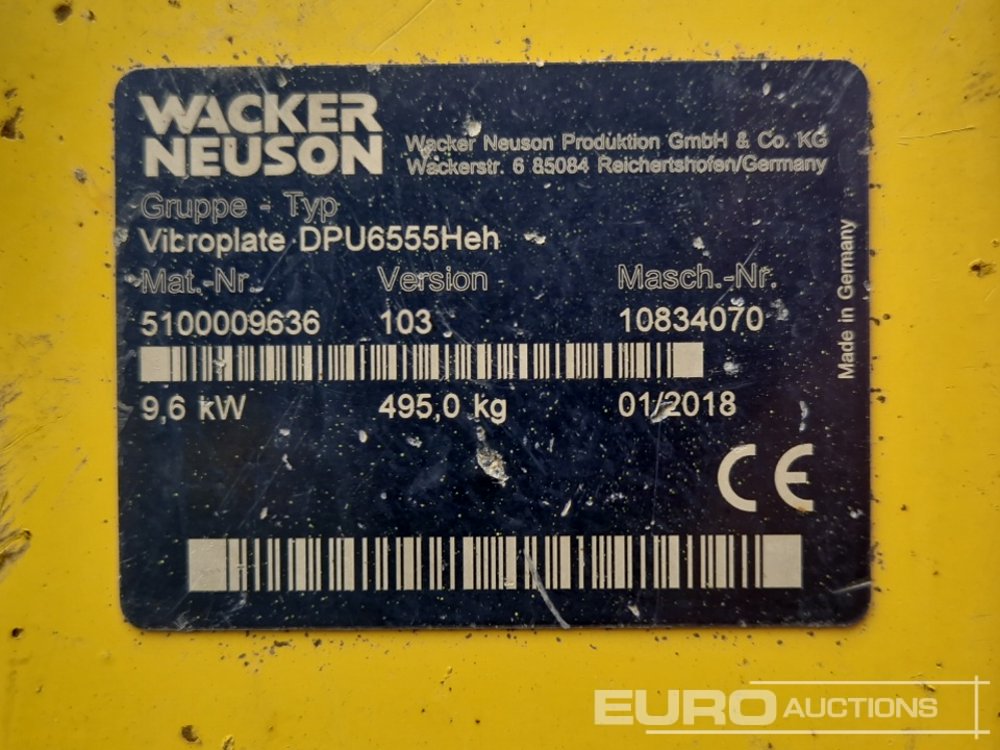 WACKER
NEUSON
Wacker Neuson Produktion GmbH & Co. KG
Wackerstr. 6 85084 Reichertshofen/Germany
Gruppe - Typ
Vibroplate DPU6555Heh
Mat.-Nr. Version Masch.-Nr.
5100009636 103 10834070
9,6 kW 495,0 kg 01/2018
Made in Germany
CE
EURO AUCTIONS